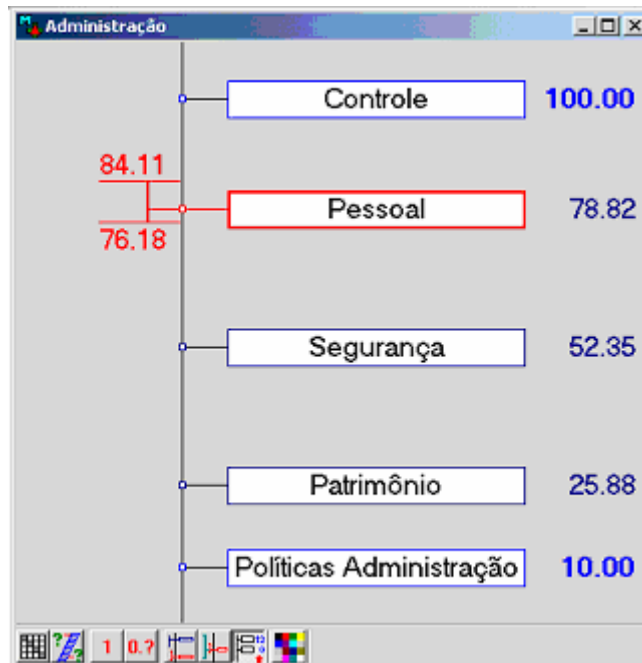 Administração
Controle 100.00
84.11
Pessoal 78.82
76.18
Segurança 52.35
Patrimônio 25.88
Políticas Administração 10.00
1 0.?